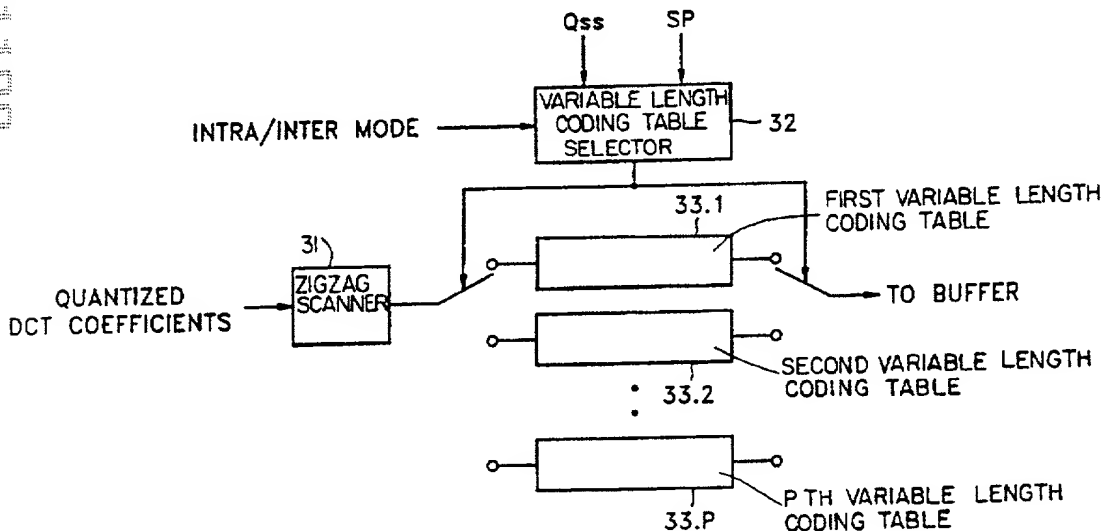 Qss
SP
VARIABLE LENGTH
CODING TABLE
SELECTOR
32
INTRA/INTER MODE
33.1
FIRST VARIABLE LENGTH
CODING TABLE
31
ZIGZAG
SCANNER
QUANTIZED
DCT COEFFICIENTS
TO BUFFER
33.2
SECOND VARIABLE LENGTH
CODING TABLE
33.P
P TH VARIABLE LENGTH
CODING TABLE